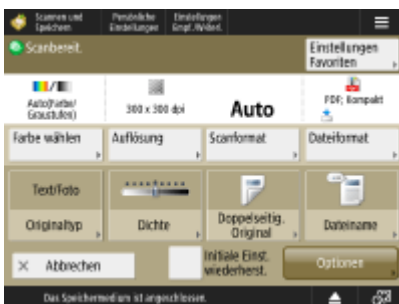 Scannen und
Speichern
Persönliche
Einstellungen
Einstellungen
Empf./Weiterl.
Scanbereit.
Einstellungen
Favoriten
Auto(Farbe/
Graustufen)
300 x 300 dpi
Auto
PDF; Kompakt
Farbe wählen
Auflösung
Scanformat
Dateiformat
Text/Foto
Originaltyp
Dichte
Doppelseitig.
Original
Dateiname
Abbrechen
Initiale Einst.
wiederherst.
Optionen
Das Speichermedium ist angeschlossen.